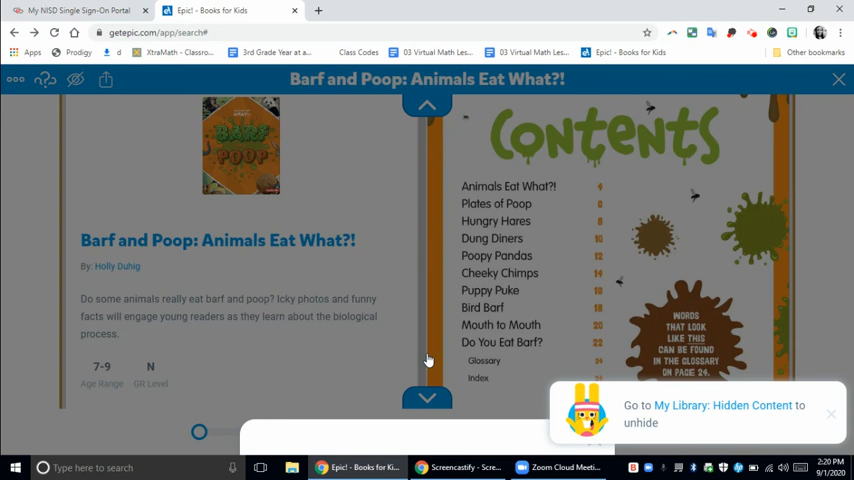 My NISD Single Sign-On Portal
Epic! - Books for Kids
getepic.com/app/search#
Apps
Prodigy
d
XtraMath - Classro...
3rd Grade Year at a...
Class Codes
03 Virtual Math Les...
03 Virtual Math Les...
Epic! - Books for Kids
Other bookmarks
Barf and Poop: Animals Eat What?!
BARF
POOP
Barf and Poop: Animals Eat What?!
By: Holly Duhig
Do some animals really eat barf and poop? Icky photos and funny
facts will engage young readers as they learn about the biological
process.
7-9
N
Age Range
GR Level
Contents
Animals Eat What?! 4
Plates of Poop 6
Hungry Hares 8
Dung Diners 10
Poopy Pandas 12
Cheeky Chimps 14
Puppy Puke
Bird Barf 18
Mouth to Mouth 20
Do You Eat Barf? 22
Glossary 24
Index 24
WORDS
THAT LOOK
LIKE THIS
CAN BE FOUND
IN THE GLOSSARY
ON PAGE 24.
Go to My Library: Hidden Content to
unhide
Type here to search
Epic! - Books for Ki...
Screencastify - Scre...
Zoom Cloud Meeti...
2:20 PM
9/1/2020